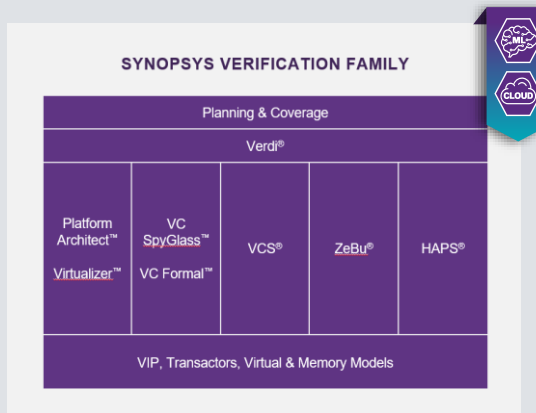 SYNOPSYS VERIFICATION FAMILY
ML
CLOUD
Planning & Coverage
Verdi®
Platform
Architect™
Virtualizer™
VC
SpyGlass™
VC Formal™
VCS®
ZeBu®
HAPS®
VIP, Transactors, Virtual & Memory Models